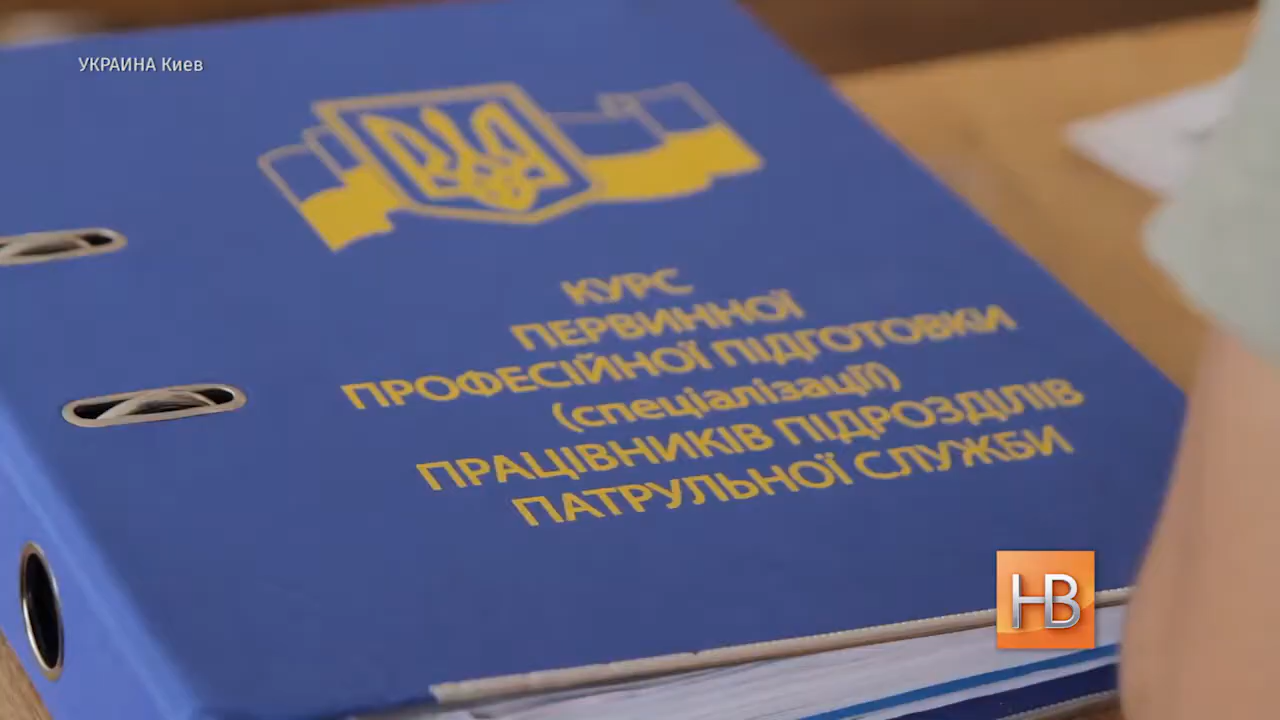 УКРАИНА Киев
КУРС
ПЕРВИННОЇ
ПРОФЕСІЙНОЇ ПІДГОТОВКИ
(спеціалізації)
ПРАЦІВНИКІВ ПІДРОЗДІЛІВ
ПАТРУЛЬНОЇ СЛУЖБИ
НВ